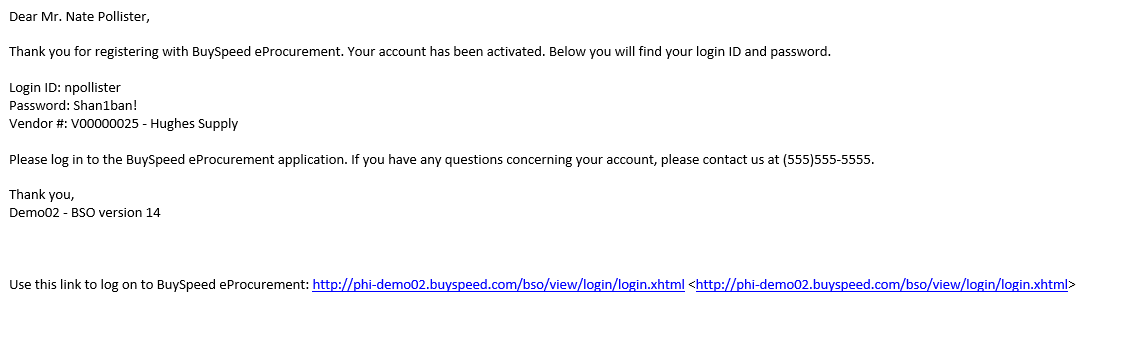 Dear Mr. Nate Pollister,
Thank you for registering with BuySpeed eProcurement. Your account has been activated. Below you will find your login ID and password.
Login ID: npollister
Password: Shan1ban!
Vendor #: V00000025 - Hughes Supply
Please log in to the BuySpeed eProcurement application. If you have any questions concerning your account, please contact us at (555)555-5555.
Thank you,
Demo02 - BSO version 14
Use this link to log on to BuySpeed eProcurement: http://phi-demo02.buyspeed.com/bso/view/login/login.xhtml <http://phi-demo02.buyspeed.com/bso/view/login/login.xhtml>